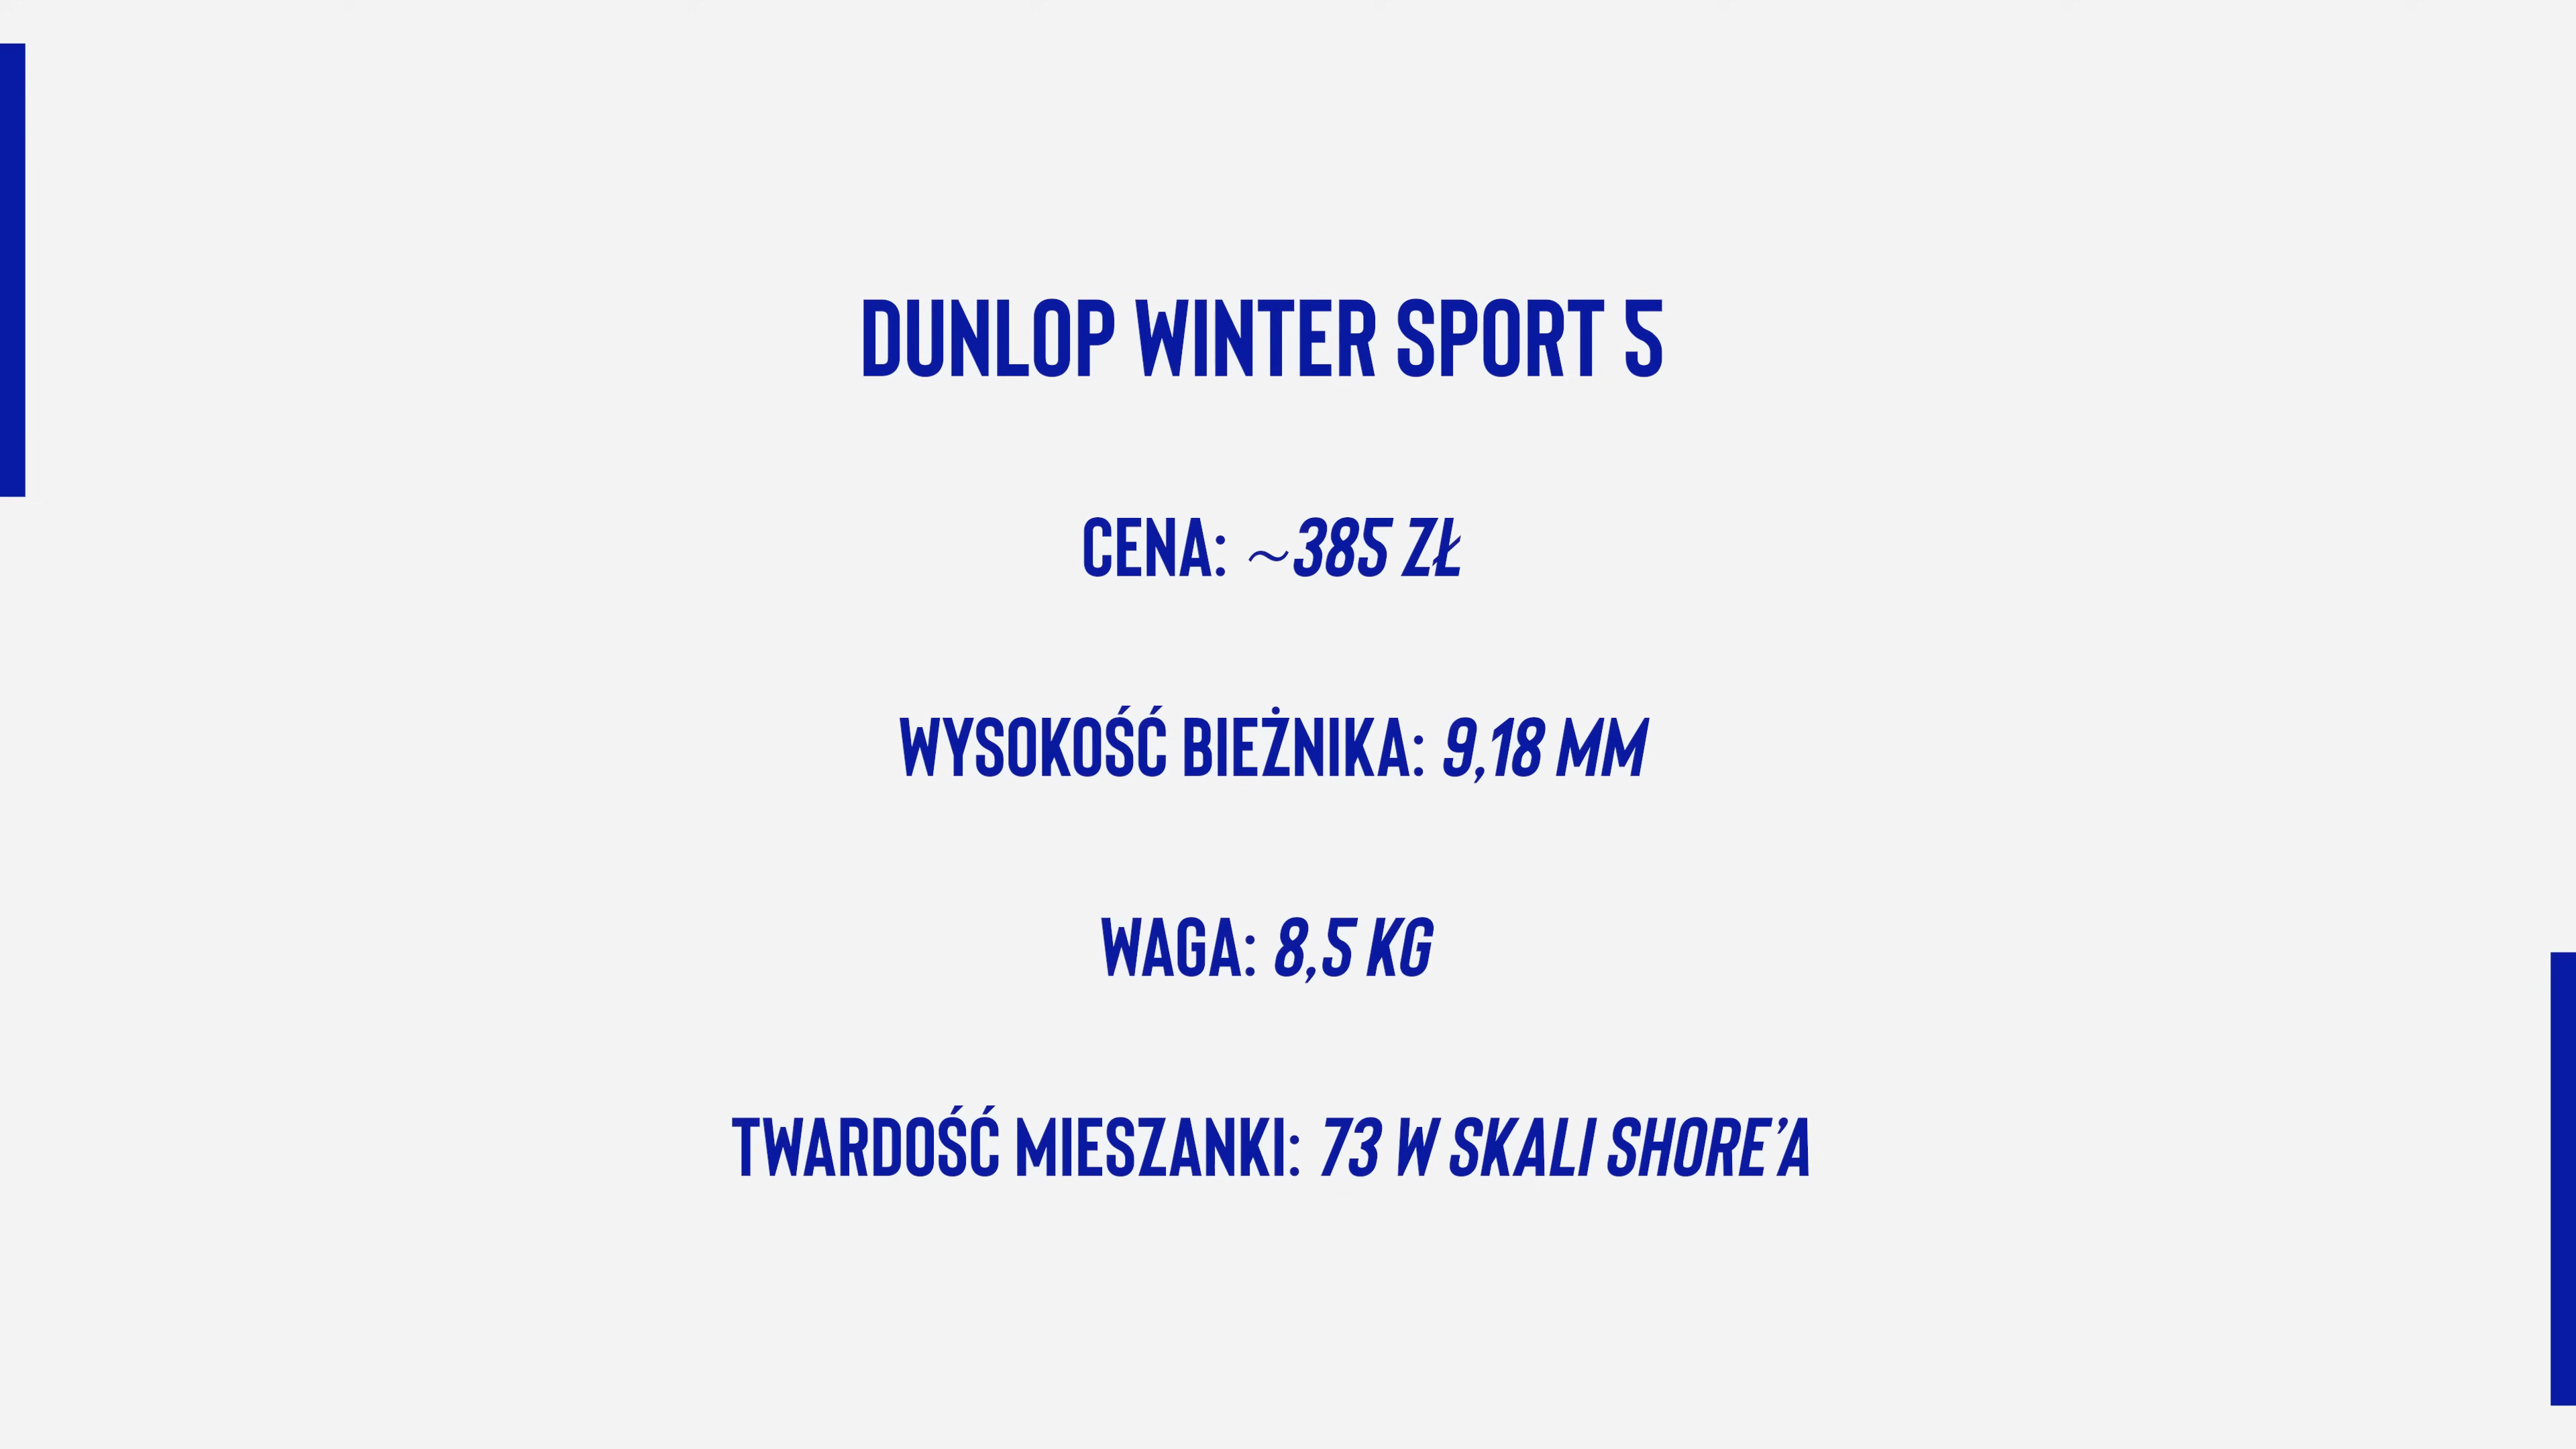 DUNLOP WINTER SPORT 5
CENA: ~385 ZŁ
WYSOKOŚĆ BIEŻNIKA: 9,18 MM
WAGA: 8,5 KG
TWARDOŚĆ MIESZANKI: 73 W SKALI SHORE’A